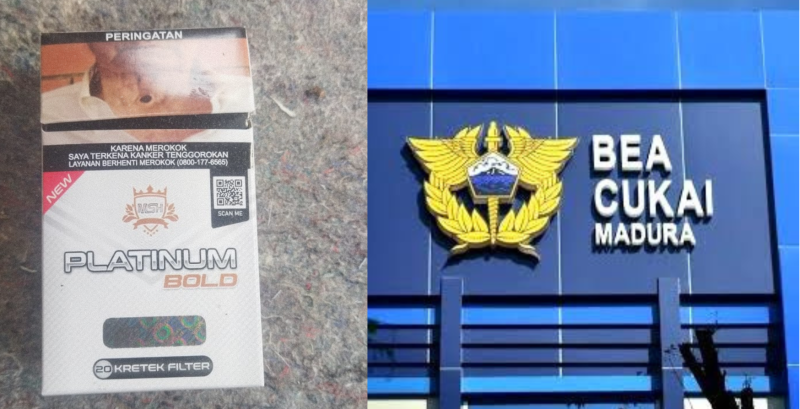 PERINGATAN
KARENA MEROKOK
SAYA TERKENA KANKER TENGGOROKAN
LAYANAN BERHENTI MEROKOK (0800-177-6565)
NEW
SCAN ME
PLATINUM
BOLD
20 KRETEK FILTER
BEA
CUKAI
MADURA